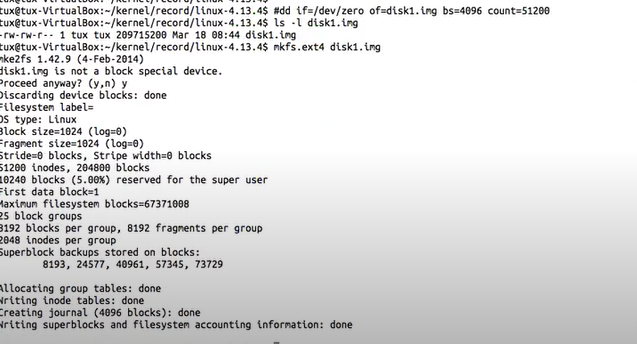 tux@tux-VirtualBox:~/kernel/record/linux-4.13.4$
tux@tux-VirtualBox:~/kernel/record/linux-4.13.4$ #dd if=/dev/zero of=disk1.img bs=4096 count=51200
tux@tux-VirtualBox:~/kernel/record/linux-4.13.4$ ls -l disk1.img
-rw-rw-r-- 1 tux tux 209715200 Mar 18 08:44 disk1.img
tux@tux-VirtualBox:~/kernel/record/linux-4.13.4$ mkfs.ext4 disk1.img
mke2fs 1.42.9 (4-Feb-2014)
disk1.img is not a block special device.
Proceed anyway? (y,n) y
Discarding device blocks: done
Filesystem label=
OS type: Linux
Block size=1024 (log=0)
Fragment size=1024 (log=0)
Stride=0 blocks, Stripe width=0 blocks
51200 inodes, 204800 blocks
10240 blocks (5.00%) reserved for the super user
First data block=1
Maximum filesystem blocks=67371008
25 block groups
8192 blocks per group, 8192 fragments per group
2048 inodes per group
Superblock backups stored on blocks:
8193, 24577, 40961, 57345, 73729
Allocating group tables: done
Writing inode tables: done
Creating journal (4096 blocks): done
Writing superblocks and filesystem accounting information: done